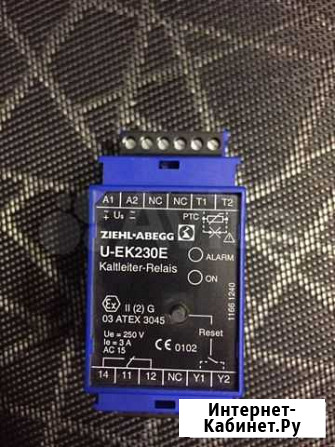 A1 A2 NC NC T1 T2
Us PTC
ZIEHL-ABEGG
U-EK230E
ALARM
Kaltleiter-Relais
ON
Ex II (2) G
03 ATEX 3045
1166 1240
Ue = 250 V
Ie = 3 A
AC 15
CE 0102
Reset
14 11 12 NC Y1 Y2
Интернет-
Кабинет.Ру